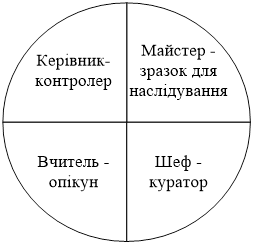 Керівник-
контролер
Майстер -
зразок для
наслідування
Вчитель -
опікун
Шеф -
куратор